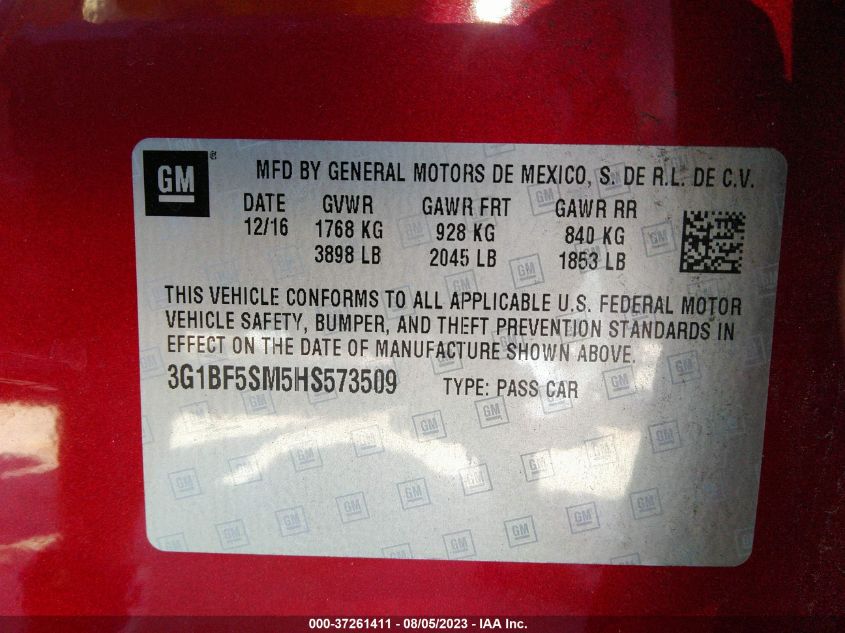 GM
MFD BY GENERAL MOTORS DE MEXICO, S. DE R.L. DE C.V.
DATE GVWR GAWR FRT GAWR RR
12/16 1768 KG 928 KG 840 KG
3898 LB 2045 LB 1853 LB
THIS VEHICLE CONFORMS TO ALL APPLICABLE U.S. FEDERAL MOTOR
VEHICLE SAFETY, BUMPER, AND THEFT PREVENTION STANDARDS IN
EFFECT ON THE DATE OF MANUFACTURE SHOWN ABOVE.
3G1BF5SM5HS573509 TYPE: PASS CAR
000-37261411 - 08/05/2023 - IAA Inc.